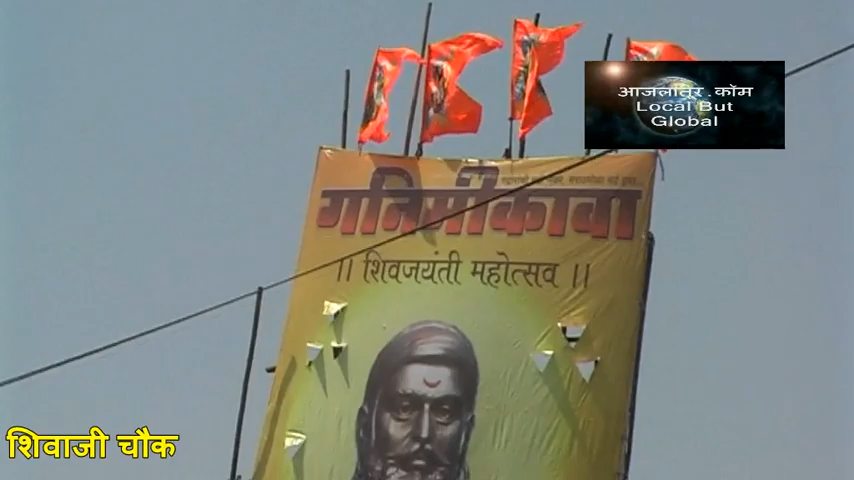 आजलातूर.कॉम
Local But
Global
गनिमीकावा
।। शिवजयंती महोत्सव ।।
शिवाजी चौक